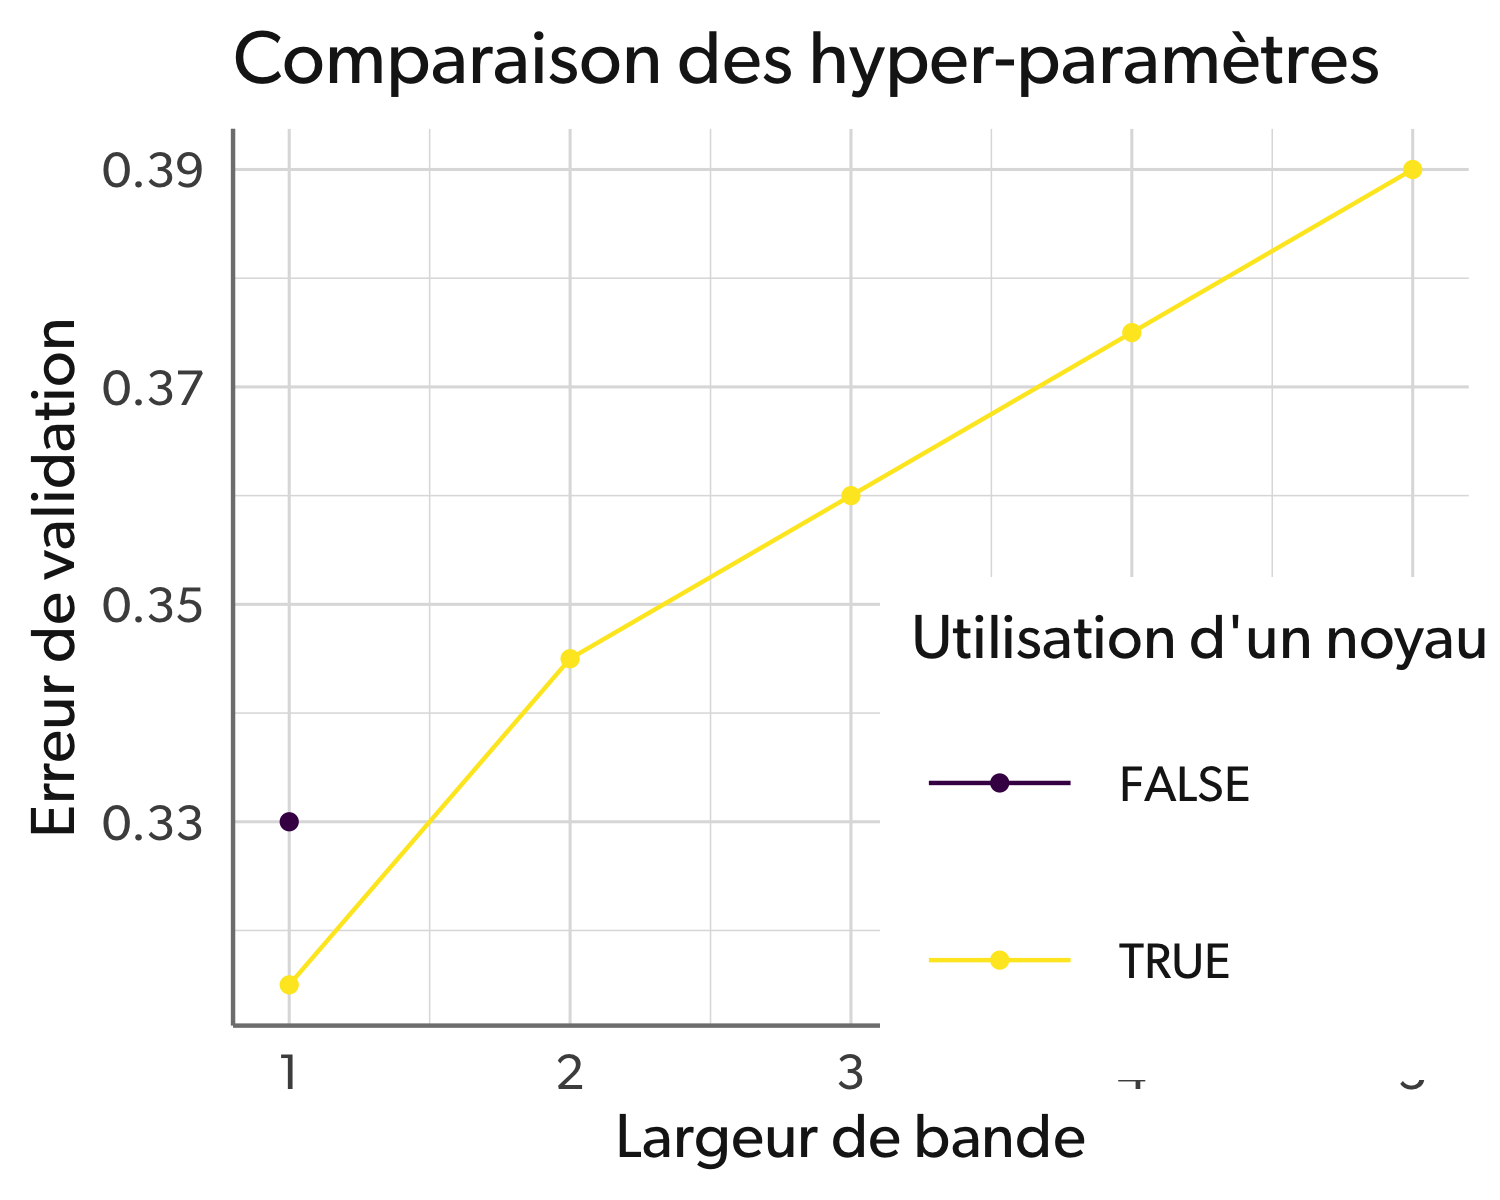 Comparaison des hyper-paramètres
Erreur de validation
0.39
0.37
0.35
0.33
Utilisation d'un noyau
FALSE
TRUE
1 2 3
Largeur de bande